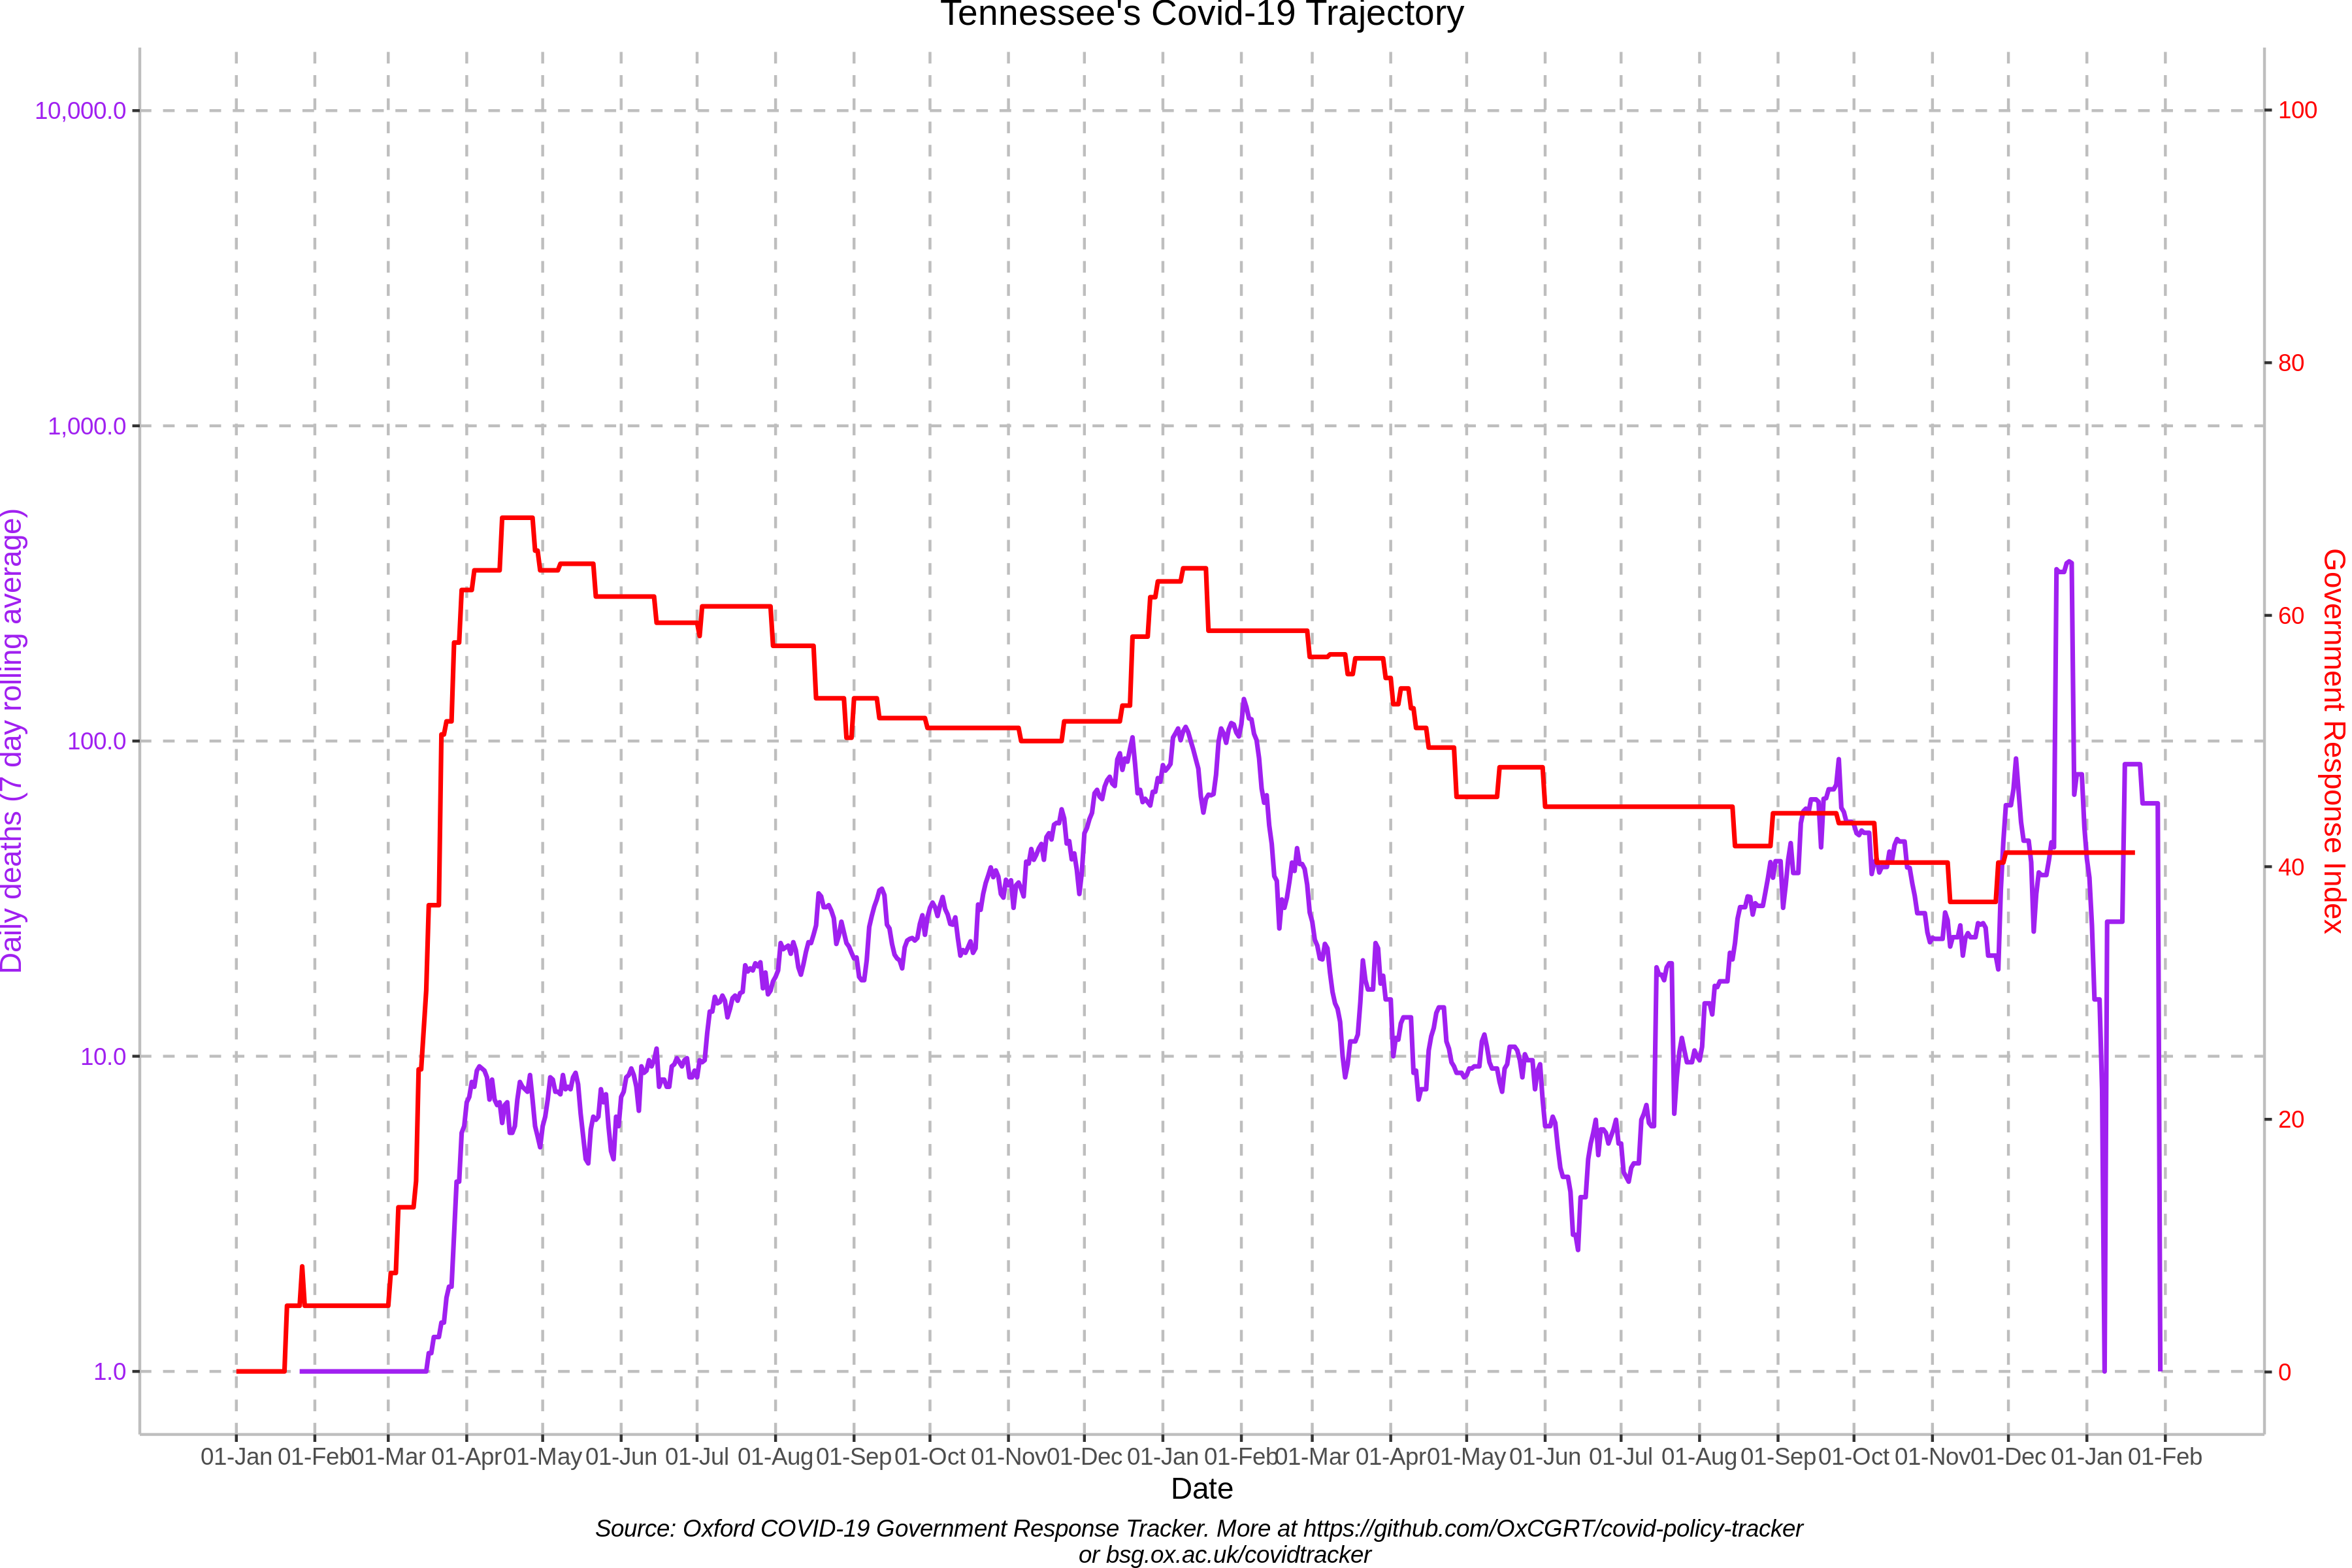 Tennessee's Covid-19 Trajectory
10,000.0
1,000.0
100.0
10.0
1.0
Daily deaths (7 day rolling average)
100
80
60
40
20
0
Government Response Index
01-Jan 01-Feb 01-Mar 01-Apr 01-May 01-Jun 01-Jul 01-Aug 01-Sep 01-Oct 01-Nov 01-Dec 01-Jan 01-Feb 01-Mar 01-Apr 01-May 01-Jun 01-Jul 01-Aug 01-Sep 01-Oct 01-Nov 01-Dec 01-Jan 01-Feb
Date
Source: Oxford COVID-19 Government Response Tracker. More at https://github.com/OxCGRT/covid-policy-tracker
or bsg.ox.ac.uk/covidtracker